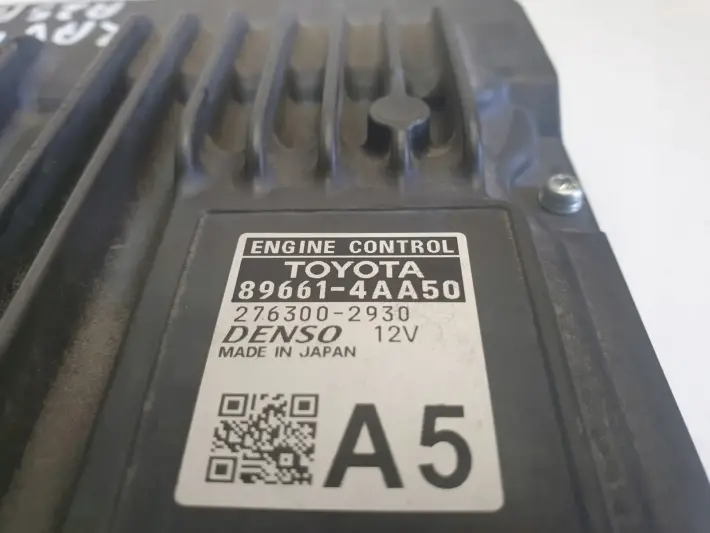 ENGINE CONTROL
TOYOTA
89661-4AA50
276300-2930
DENSO 12V
MADE IN JAPAN
A5